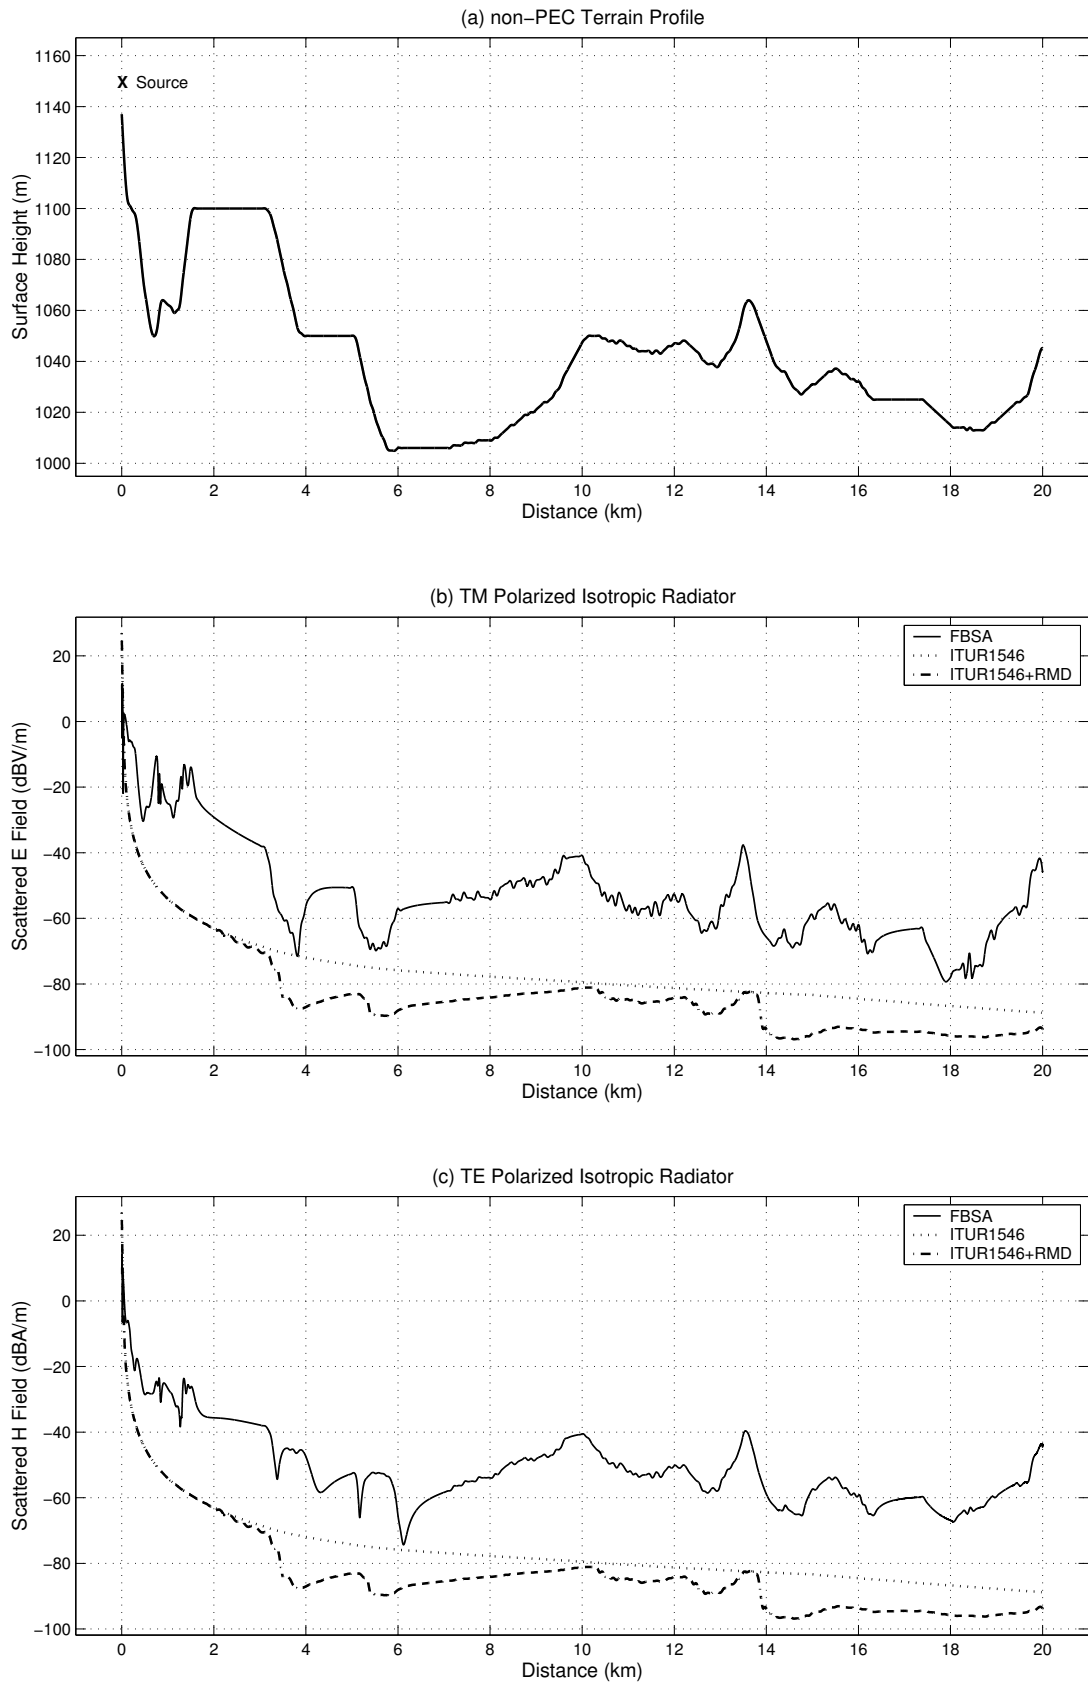 (a) non−PEC Terrain Profile
1160
X Source
1140
1120
1100
1080
1060
1040
1020
1000
Surface Height (m)
0 2 4 6 8 10 12 14 16 18 20
Distance (km)
(b) TM Polarized Isotropic Radiator
FBSA
ITUR1546
ITUR1546+RMD
20
0
−20
−40
−60
−80
−100
Scattered E Field (dBV/m)
0 2 4 6 8 10 12 14 16 18 20
Distance (km)
(c) TE Polarized Isotropic Radiator
FBSA
ITUR1546
ITUR1546+RMD
20
0
−20
−40
−60
−80
−100
Scattered H Field (dBA/m)
0 2 4 6 8 10 12 14 16 18 20
Distance (km)